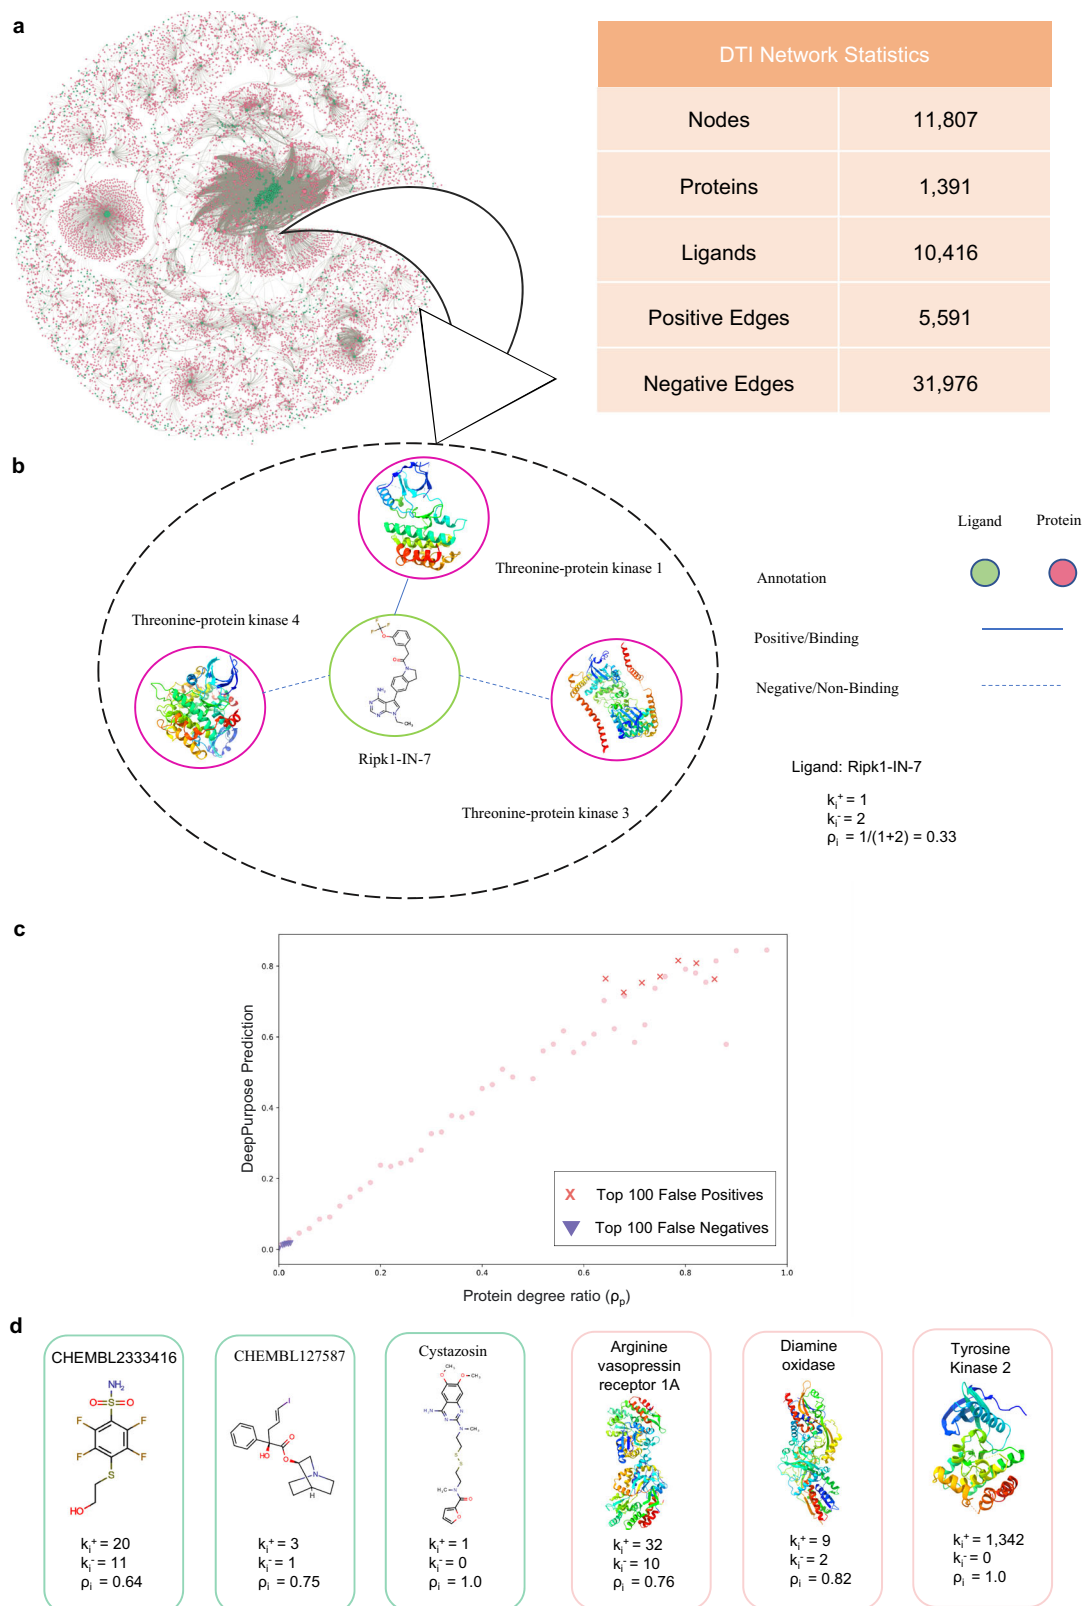 a
DTI Network Statistics
Nodes 11,807
Proteins 1,391
Ligands 10,416
Positive Edges 5,591
Negative Edges 31,976
b
Threonine-protein kinase 1
Threonine-protein kinase 4
Ripk1-IN-7
Threonine-protein kinase 3
F
F
F
O
O
N
NH₂
N
N
N
CH₃
Ligand Protein
Annotation
Positive/Binding
Negative/Non-Binding
Ligand: Ripk1-IN-7
kᵢ⁺ = 1
kᵢ⁻ = 2
ρᵢ = 1/(1+2) = 0.33
c
DeepPurpose Prediction
0.8
0.6
0.4
0.2
0.0
X Top 100 False Positives
Top 100 False Negatives
0.0 0.2 0.4 0.6 0.8 1.0
Protein degree ratio (ρₚ)
d
CHEMBL2333416
NH₂
O S O
F F
F F
S
HO
kᵢ⁺ = 20
kᵢ⁻ = 11
ρᵢ = 0.64
CHEMBL127587
I
O
HO
O
N
H
kᵢ⁺ = 3
kᵢ⁻ = 1
ρᵢ = 0.75
Cystazosin
kᵢ⁺ = 1
kᵢ⁻ = 0
ρᵢ = 1.0
Arginine
vasopressin
receptor 1A
kᵢ⁺ = 32
kᵢ⁻ = 10
ρᵢ = 0.76
Diamine
oxidase
kᵢ⁺ = 9
kᵢ⁻ = 2
ρᵢ = 0.82
Tyrosine
Kinase 2
kᵢ⁺ = 1,342
kᵢ⁻ = 0
ρᵢ = 1.0